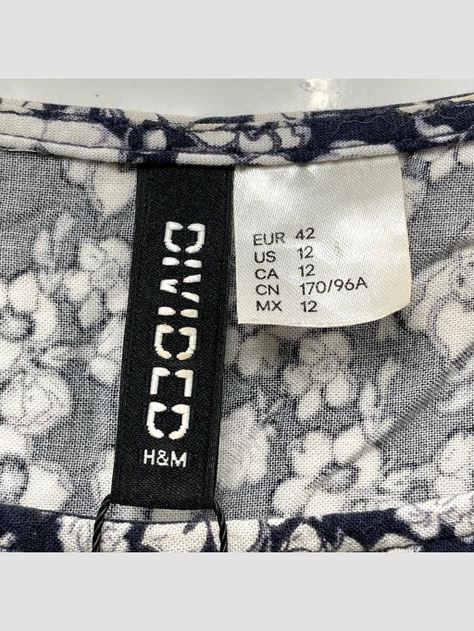 DIVIDED
H&M
EUR 42
US 12
CA 12
CN 170/96A
MX 12